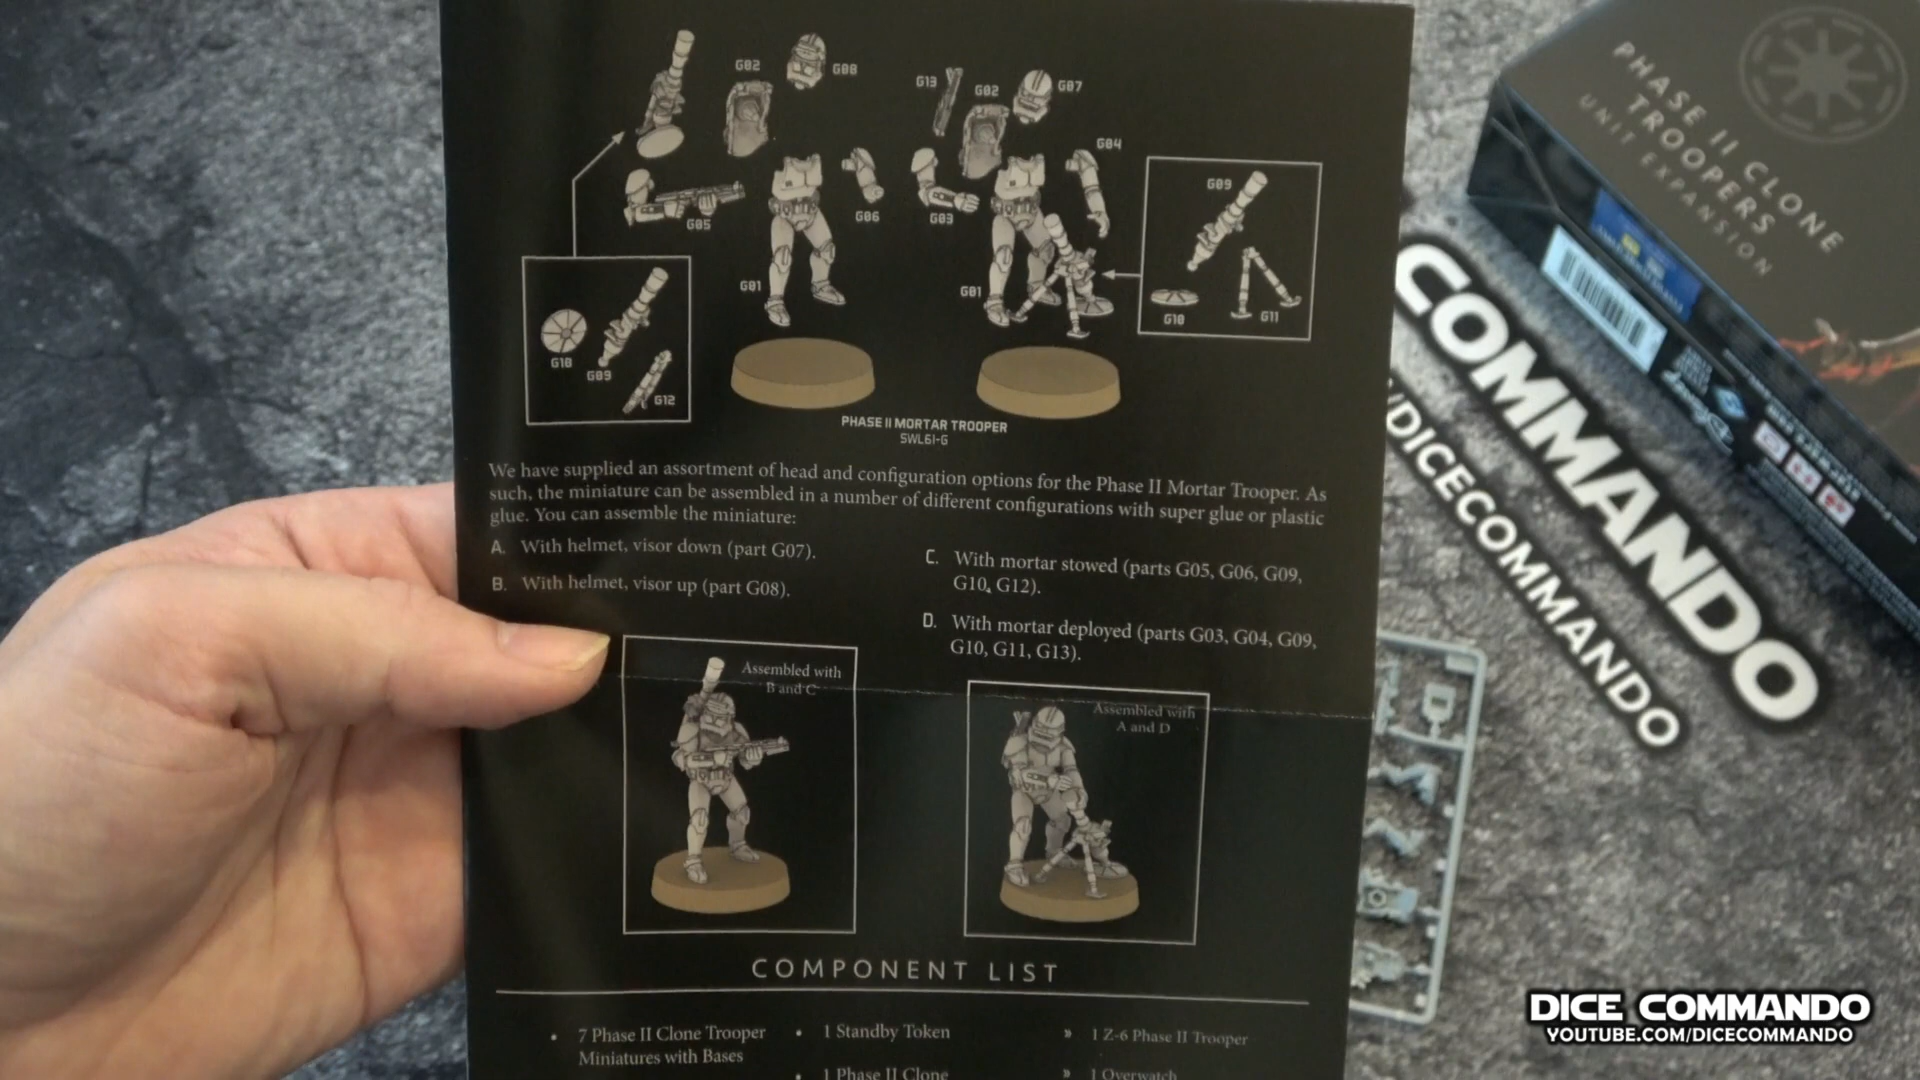 G02
G08
G13
G02
G07
G04
G05
G06
G03
G09
G01
G01
G10
G11
G10
G09
G12
PHASE II MORTAR TROOPER
SWL61-G
We have supplied an assortment of head and configuration options for the Phase II Mortar Trooper. As
such, the miniature can be assembled in a number of different configurations with super glue or plastic
glue. You can assemble the miniature:
A. With helmet, visor down (part G07).
B. With helmet, visor up (part G08).
C. With mortar stowed (parts G05, G06, G09,
G10, G12).
D. With mortar deployed (parts G03, G04, G09,
G10, G11, G13).
Assembled with
B and C
Assembled with
A and D
COMPONENT LIST
• 7 Phase II Clone Trooper
Miniatures with Bases
• 1 Standby Token
• 1 Phase II Clone
» 1 Z-6 Phase II Trooper
» 1 Overwatch
PHASE II CLONE
TROOPERS
UNIT EXPANSION
COMMANDO
/DICECOMMANDO
DICE COMMANDO
YOUTUBE.COM/DICECOMMANDO